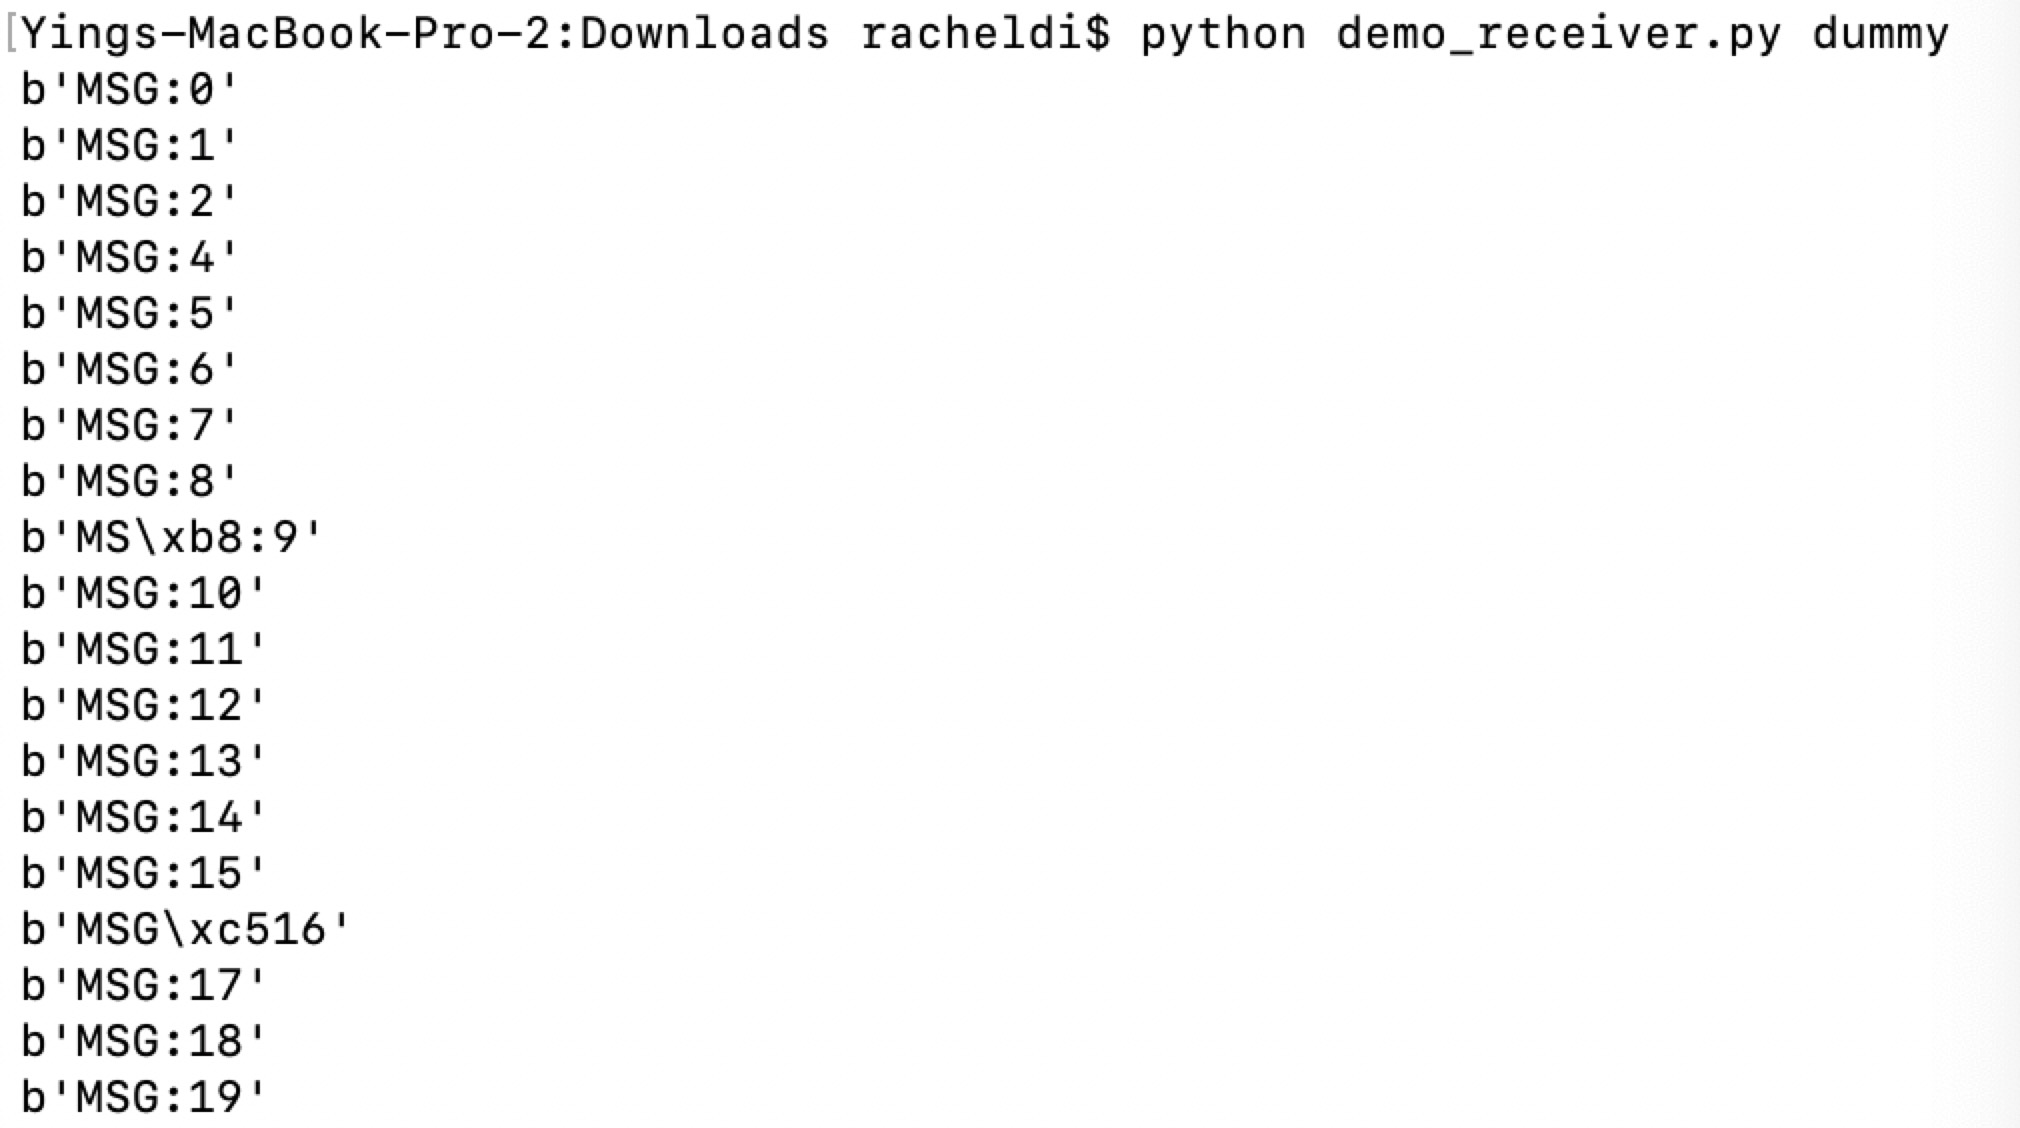 [Yings-MacBook-Pro-2:Downloads racheldi$ python demo_receiver.py dummy
b'MSG:0'
b'MSG:1'
b'MSG:2'
b'MSG:4'
b'MSG:5'
b'MSG:6'
b'MSG:7'
b'MSG:8'
b'MS\xb8:9'
b'MSG:10'
b'MSG:11'
b'MSG:12'
b'MSG:13'
b'MSG:14'
b'MSG:15'
b'MSG\xc516'
b'MSG:17'
b'MSG:18'
b'MSG:19'